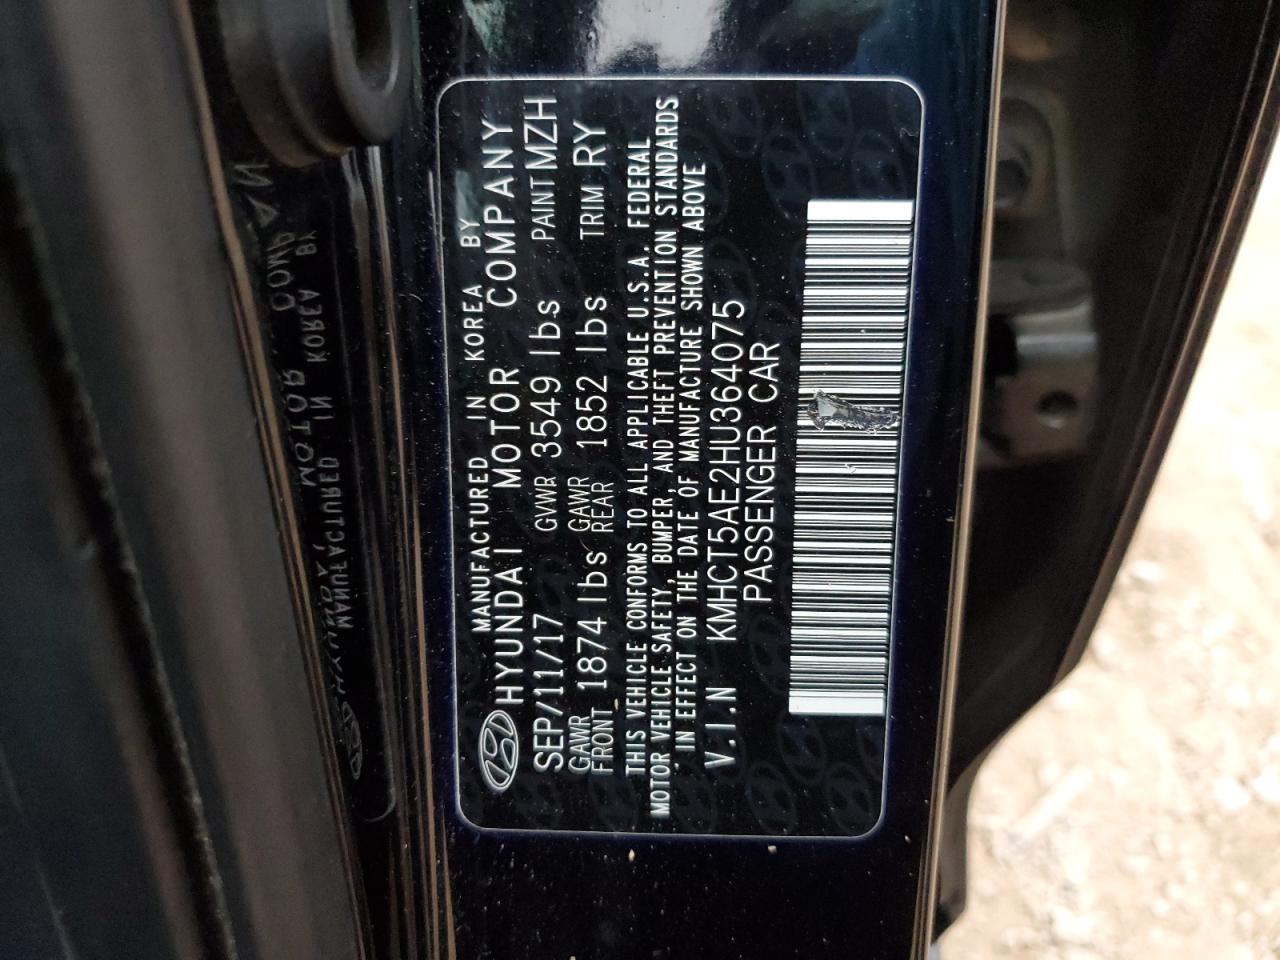 MANUFACTURED IN KOREA BY
HYUNDAI MOTOR COMPANY
SEP/11/17 GVWR 3549 lbs PAINT MZH
GAWR FRONT 1874 lbs GAWR REAR 1852 lbs TRIM RY
THIS VEHICLE CONFORMS TO ALL APPLICABLE U.S.A. FEDERAL
MOTOR VEHICLE SAFETY, BUMPER, AND THEFT PREVENTION STANDARDS
IN EFFECT ON THE DATE OF MANUFACTURE SHOWN ABOVE
V.I.N KMHCT5AE2HU364075
PASSENGER CAR